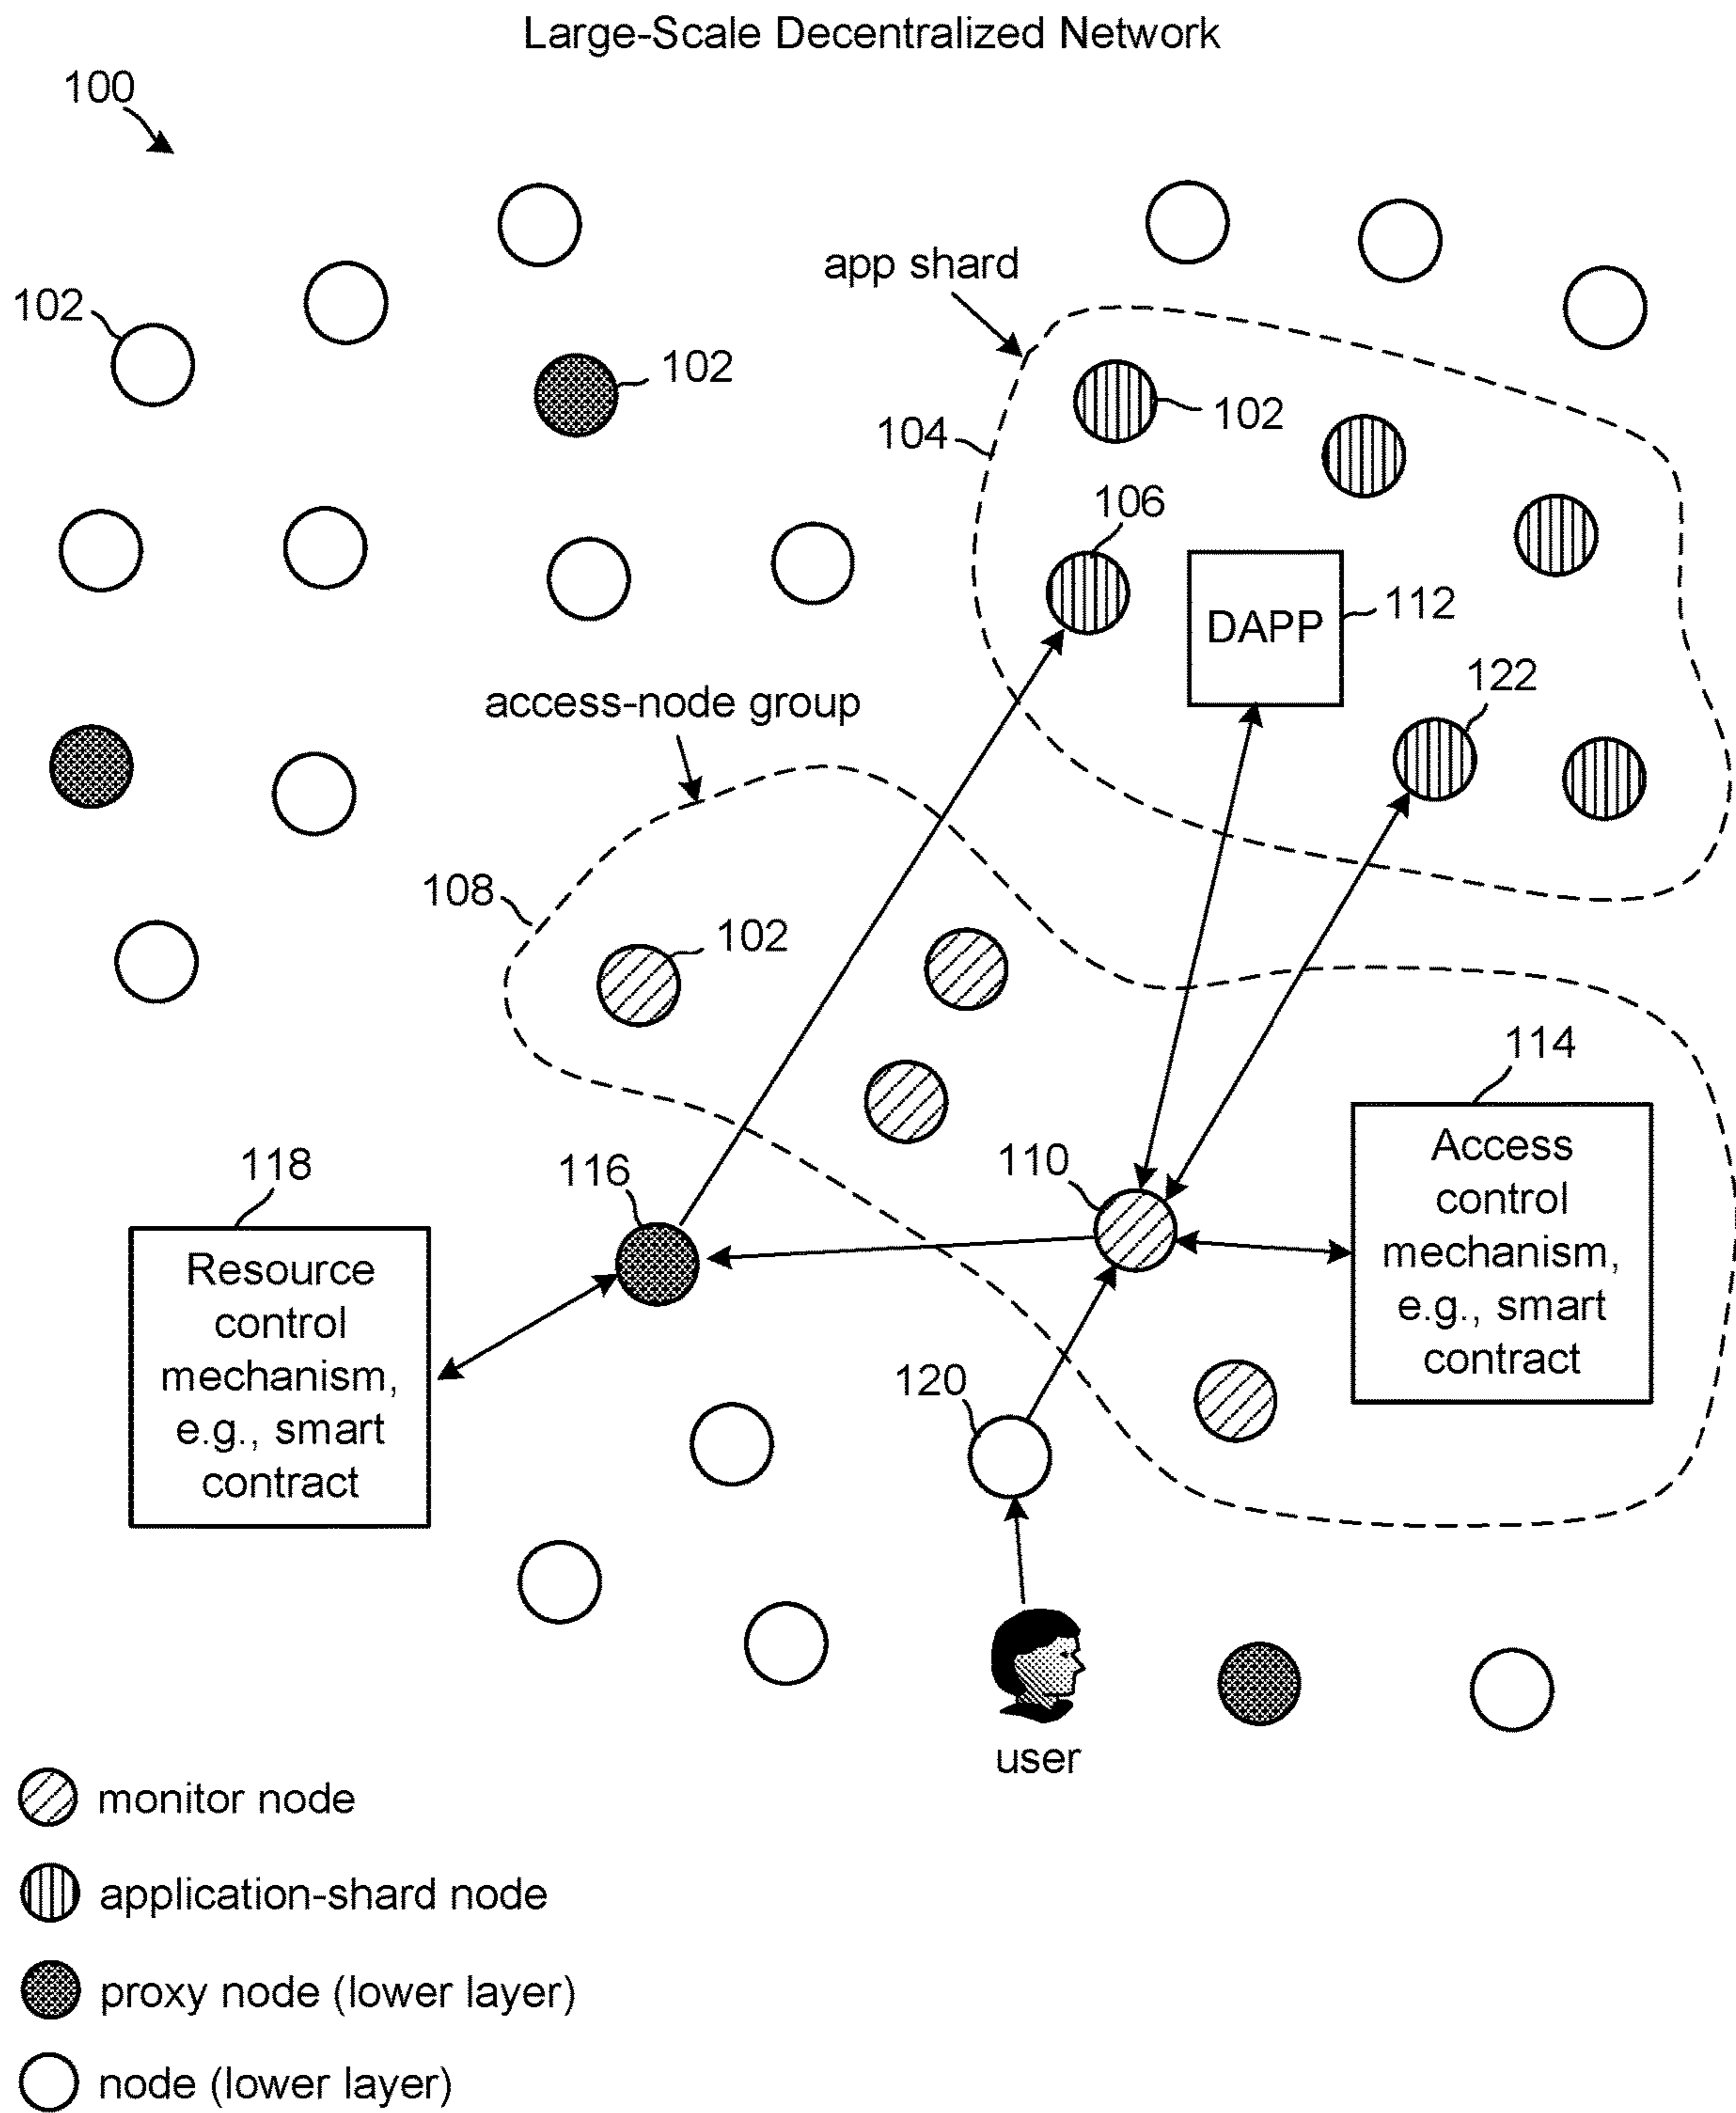 Large-Scale Decentralized Network
100
app shard
102
102
102
104
106
DAPP
112
122
access-node group
108
102
114
Access
control
mechanism,
e.g., smart
contract
110
118
116
Resource
control
mechanism,
e.g., smart
contract
120
user
monitor node
application-shard node
proxy node (lower layer)
node (lower layer)